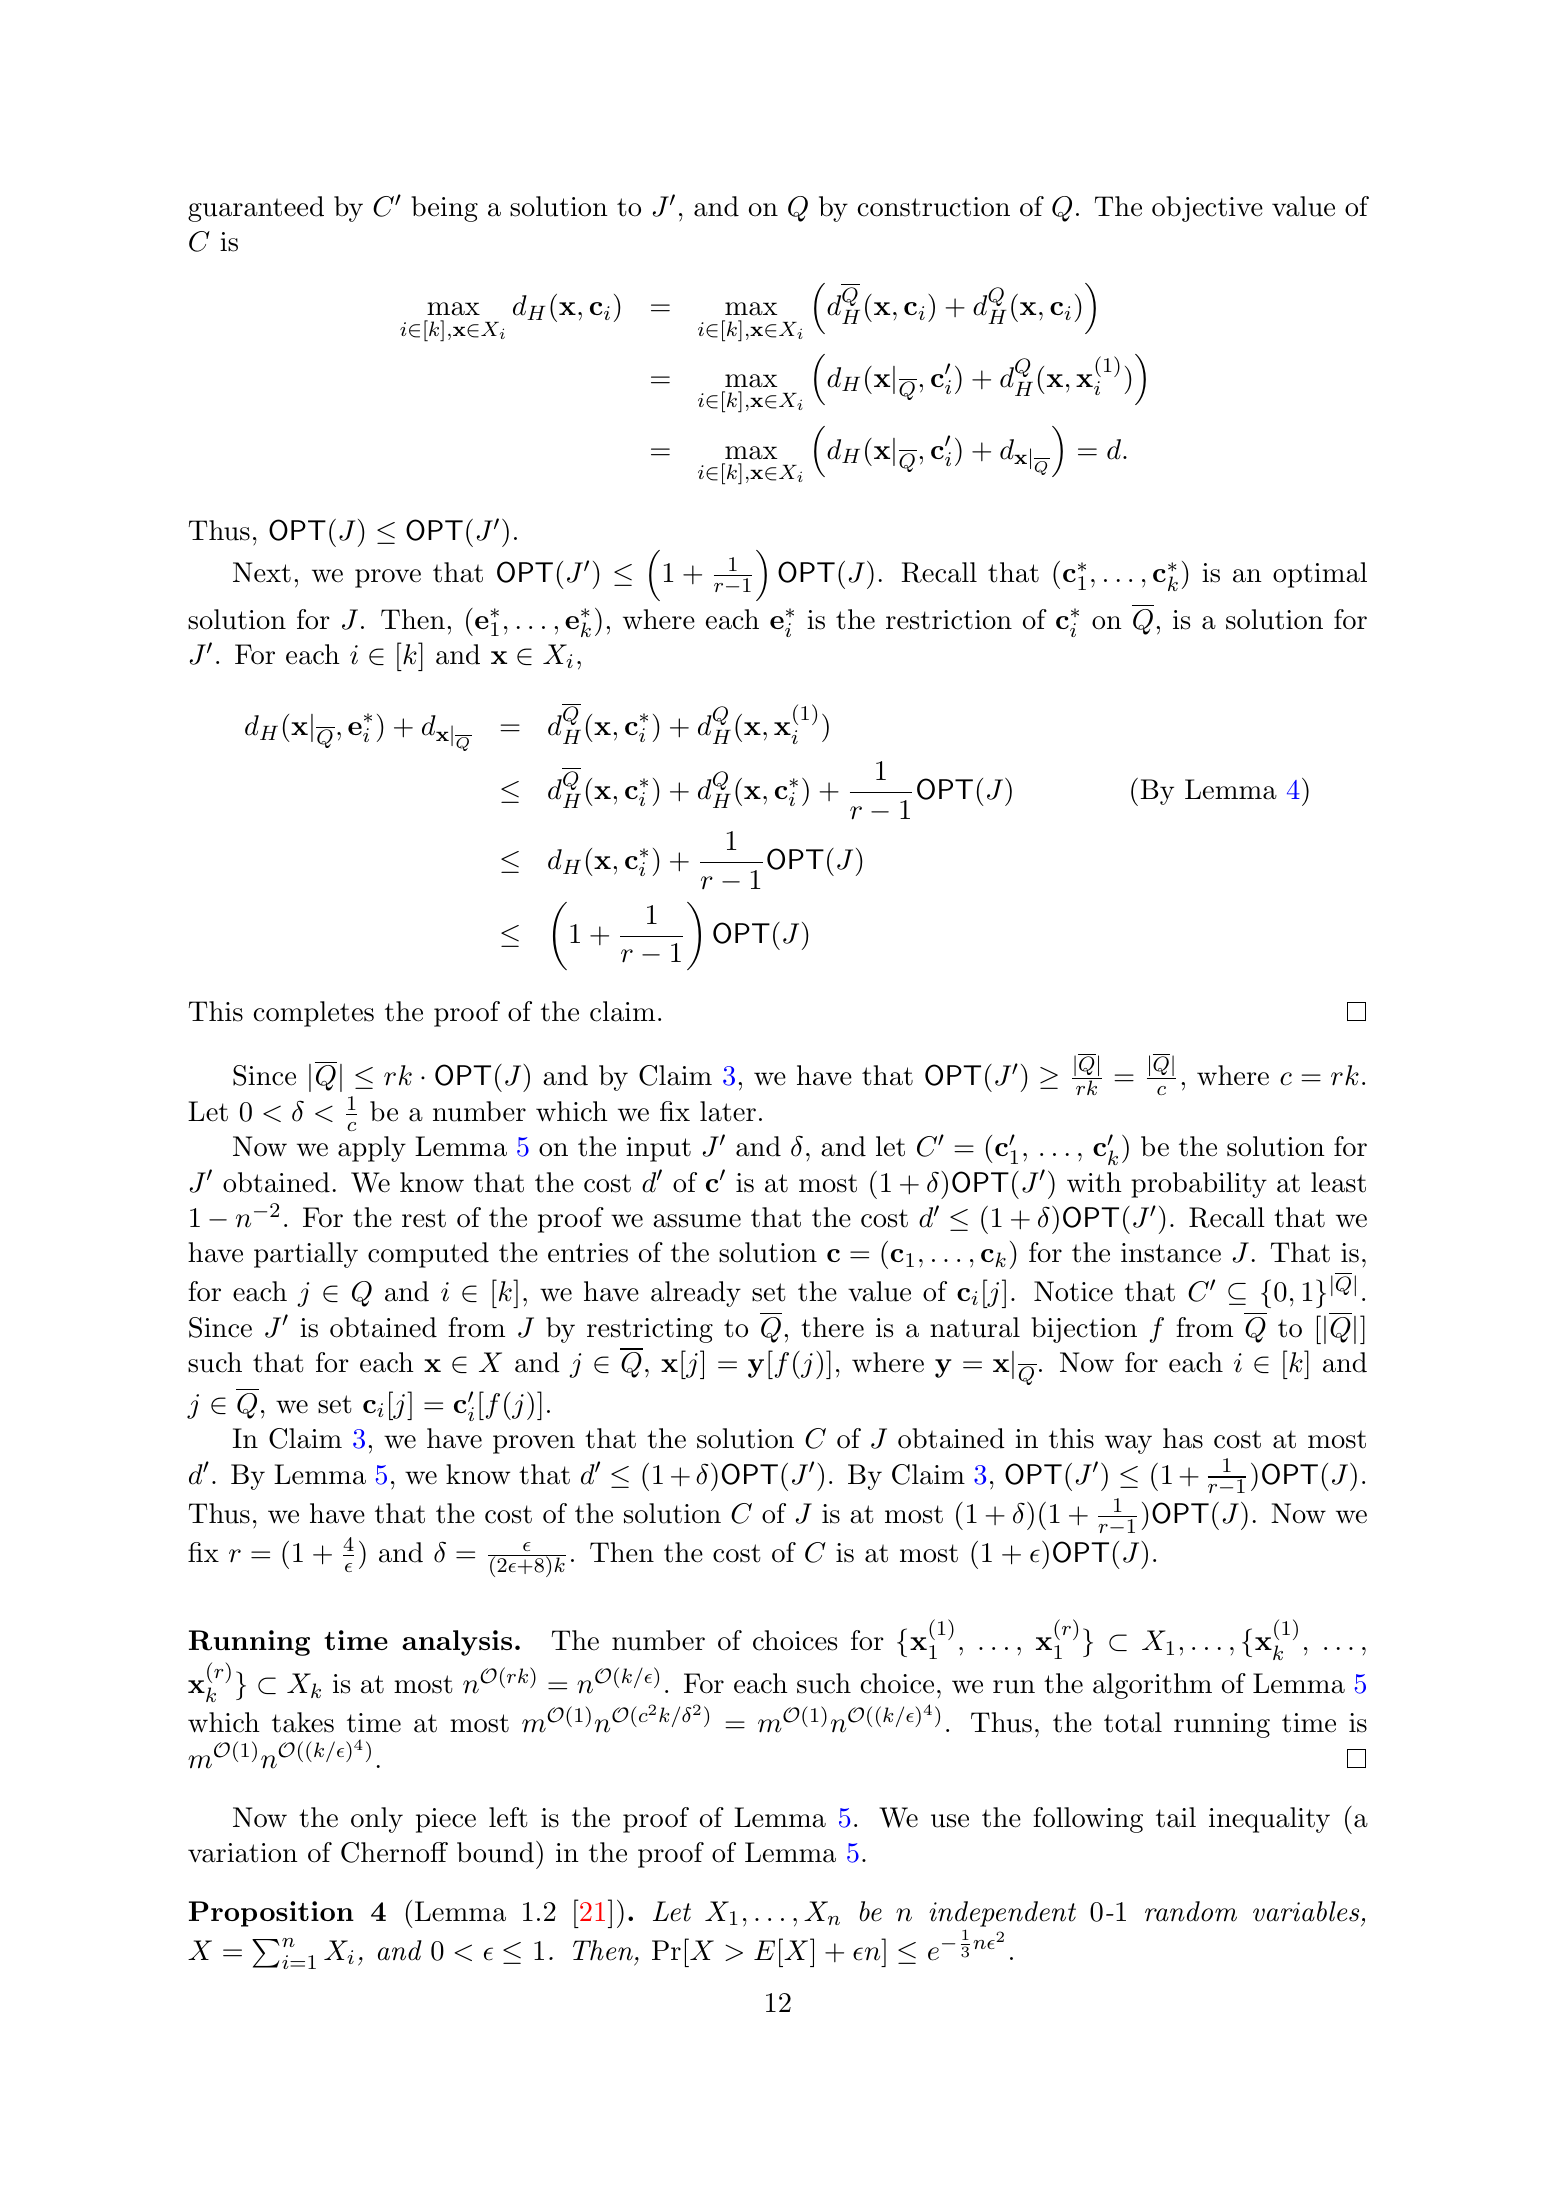 guaranteed by C′ being a solution to J′, and on Q by construction of Q. The objective value of
C is
max_{i∈[k],x∈X_i} d_H(x, c_i) = max_{i∈[k],x∈X_i} (d_H^{Q̅}(x, c_i) + d_H^Q(x, c_i))
= max_{i∈[k],x∈X_i} (d_H(x|_{Q̅}, c′_i) + d_H^Q(x, x_i^{(1)}))
= max_{i∈[k],x∈X_i} (d_H(x|_{Q̅}, c′_i) + d_{x|_{Q̅}}) = d.
Thus, OPT(J) ≤ OPT(J′).
Next, we prove that OPT(J′) ≤ (1 + \frac{1}{r−1}) OPT(J). Recall that (c*_1, . . . , c*_k) is an optimal
solution for J. Then, (e*_1, . . . , e*_k), where each e*_i is the restriction of c*_i on Q̅, is a solution for
J′. For each i ∈ [k] and x ∈ X_i,
d_H(x|_{Q̅}, e*_i) + d_{x|_{Q̅}} = d_H^{Q̅}(x, c*_i) + d_H^Q(x, x_i^{(1)})
≤ d_H^{Q̅}(x, c*_i) + d_H^Q(x, c*_i) + \frac{1}{r − 1}OPT(J) (By Lemma 4)
≤ d_H(x, c*_i) + \frac{1}{r − 1}OPT(J)
≤ (1 + \frac{1}{r − 1}) OPT(J)
This completes the proof of the claim. □
Since |Q̅| ≤ rk · OPT(J) and by Claim 3, we have that OPT(J′) ≥ \frac{|Q̅|}{rk} = \frac{|Q̅|}{c}, where c = rk.
Let 0 < δ < \frac{1}{c} be a number which we fix later.
Now we apply Lemma 5 on the input J′ and δ, and let C′ = (c′_1, . . . , c′_k) be the solution for
J′ obtained. We know that the cost d′ of c′ is at most (1 + δ)OPT(J′) with probability at least
1 − n^{−2}. For the rest of the proof we assume that the cost d′ ≤ (1 + δ)OPT(J′). Recall that we
have partially computed the entries of the solution c = (c_1, . . . , c_k) for the instance J. That is,
for each j ∈ Q and i ∈ [k], we have already set the value of c_i[j]. Notice that C′ ⊆ {0, 1}^{|Q̅|}.
Since J′ is obtained from J by restricting to Q̅, there is a natural bijection f from Q̅ to [|Q̅|]
such that for each x ∈ X and j ∈ Q̅, x[j] = y[f(j)], where y = x|_{Q̅}. Now for each i ∈ [k] and
j ∈ Q̅, we set c_i[j] = c′_i[f(j)].
In Claim 3, we have proven that the solution C of J obtained in this way has cost at most
d′. By Lemma 5, we know that d′ ≤ (1 + δ)OPT(J′). By Claim 3, OPT(J′) ≤ (1 + \frac{1}{r−1})OPT(J).
Thus, we have that the cost of the solution C of J is at most (1 + δ)(1 + \frac{1}{r−1})OPT(J). Now we
fix r = (1 + \frac{4}{ϵ}) and δ = \frac{ϵ}{(2ϵ+8)k}. Then the cost of C is at most (1 + ϵ)OPT(J).
Running time analysis. The number of choices for {x_1^{(1)}, . . . , x_1^{(r)}} ⊂ X_1, . . . , {x_k^{(1)}, . . . ,
x_k^{(r)}} ⊂ X_k is at most n^{O(rk)} = n^{O(k/ϵ)}. For each such choice, we run the algorithm of Lemma 5
which takes time at most m^{O(1)}n^{O(c^2k/δ^2)} = m^{O(1)}n^{O((k/ϵ)^4)}. Thus, the total running time is
m^{O(1)}n^{O((k/ϵ)^4)}. □
Now the only piece left is the proof of Lemma 5. We use the following tail inequality (a
variation of Chernoff bound) in the proof of Lemma 5.
Proposition 4 (Lemma 1.2 [21]). Let X_1, . . . , X_n be n independent 0-1 random variables,
X = ∑_{i=1}^n X_i, and 0 < ϵ ≤ 1. Then, Pr[X > E[X] + ϵn] ≤ e^{−\frac{1}{3}nϵ^2}.
12